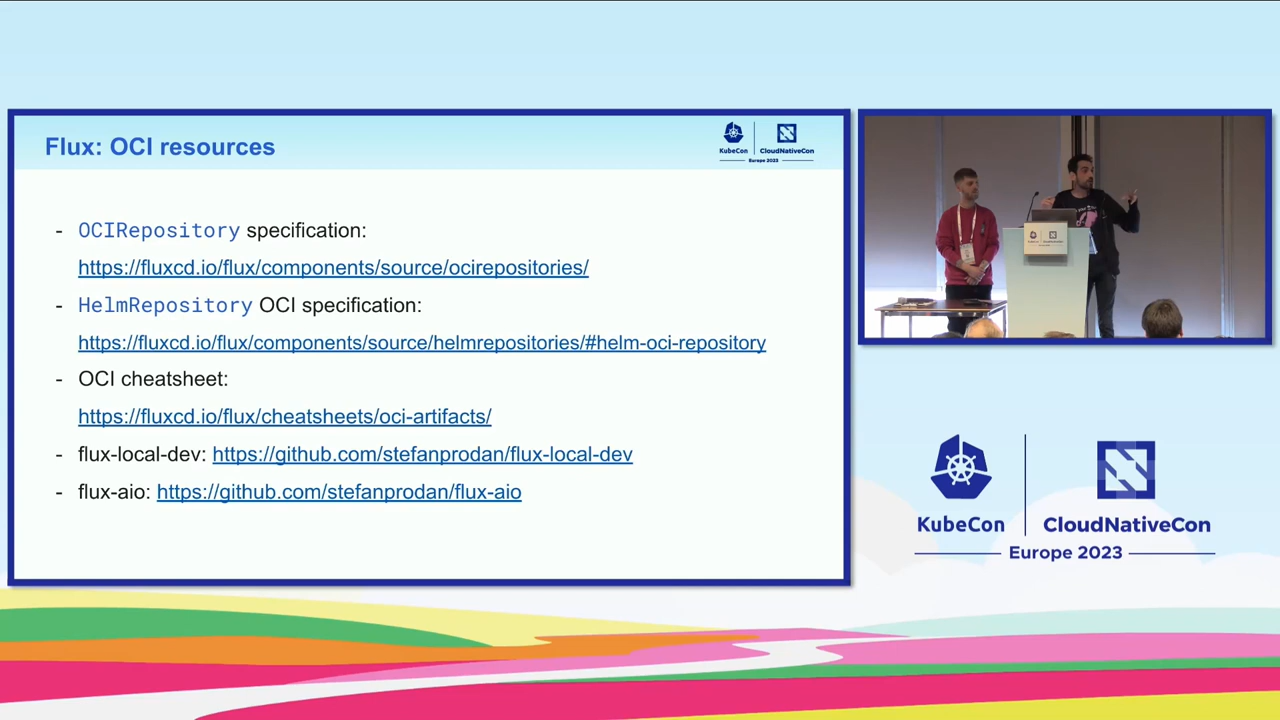 Flux: OCI resources
KubeCon
CloudNativeCon
Europe 2023
- OCIRepository specification:
https://fluxcd.io/flux/components/source/ocirepositories/
- HelmRepository OCI specification:
https://fluxcd.io/flux/components/source/helmrepositories/#helm-oci-repository
- OCI cheatsheet:
https://fluxcd.io/flux/cheatsheets/oci-artifacts/
- flux-local-dev: https://github.com/stefanprodan/flux-local-dev
- flux-aio: https://github.com/stefanprodan/flux-aio
KubeCon
CloudNativeCon
Europe 2023